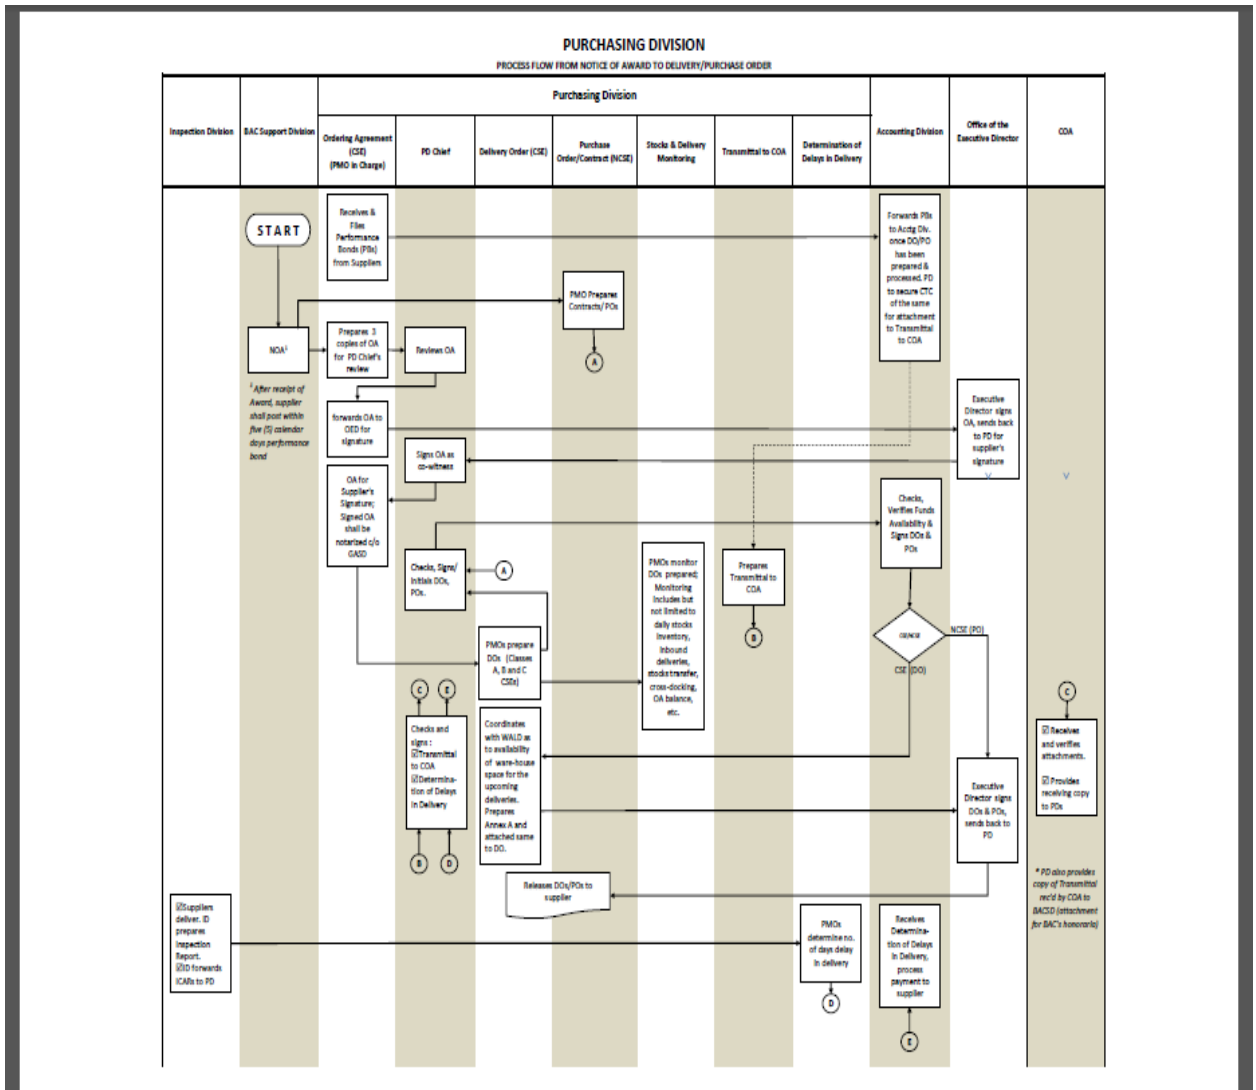 PURCHASING DIVISION
PROCESS FLOW FROM NOTICE OF AWARD TO DELIVERY/PURCHASE ORDER
Purchasing Division
Inspection Division
BAC Support Division
Ordering Agreement
(CSE)
(PMO in Charge)
PD Chief
Delivery Order (CSE)
Purchase
Order/Contract (NCSE)
Stocks & Delivery
Monitoring
Transmittal to COA
Determination of
Delays in Delivery
Accounting Division
Office of the
Executive Director
COA
START
Receives &
Files
Performance
Bonds (PBs)
from Suppliers
Forwards PBs
to Acctg Div.
once DO/PO
has been
prepared &
processed. PD
to secure CTC
of the same
for attachment
to Transmittal
to COA
PMO Prepares
Contracts/ POs
A
NOA1
Prepares 3
copies of OA
for PD Chief's
review
Reviews OA
1 After receipt of
Award, supplier
shall post within
five (5) calendar
days performance
bond
forwards OA to
OED for
signature
Executive
Director signs
OA, sends back
to PD for
supplier's
signature
Signs OA as
co-witness
OA for
Supplier's
Signature;
Signed OA
shall be
notarized c/o
GASD
Checks,
Verifies Funds
Availability &
Signs DOs &
POs
Checks, Signs/
Initials DOs,
POs.
A
PMOs monitor
DOs prepared;
Monitoring
includes but
not limited to
daily stocks
inventory,
inbound
deliveries,
stocks transfer,
cross-docking,
OA balance,
etc.
Prepares
Transmittal to
COA
B
CSE/NCSE
NCSE (PO)
CSE (DO)
PMOs prepare
DOs (Classes
A, B and C
CSEs)
C
E
Checks and
signs :
☑Transmittal
to COA
☑Determina-
tion of Delays
in Delivery
B
D
Coordinates
with WALD as
to availability
of ware-house
space for the
upcoming
deliveries.
Prepares
Annex A and
attached same
to DO.
Executive
Director signs
DOs & POs,
sends back to
PD
C
☑ Receives
and verifies
attachments.
☑ Provides
receiving copy
to PDs
* PD also provides
copy of Transmittal
rec'd by COA to
BACSD (attachment
for BAC's honoraria)
Releases DOs/POs to
supplier
☑Suppliers
deliver. ID
prepares
Inspection
Report.
☑ID forwards
ICARs to PD
PMOs
determine no.
of days delay
in delivery
D
Receives
Determina-
tion of Delays
in Delivery,
process
payment to
supplier
E